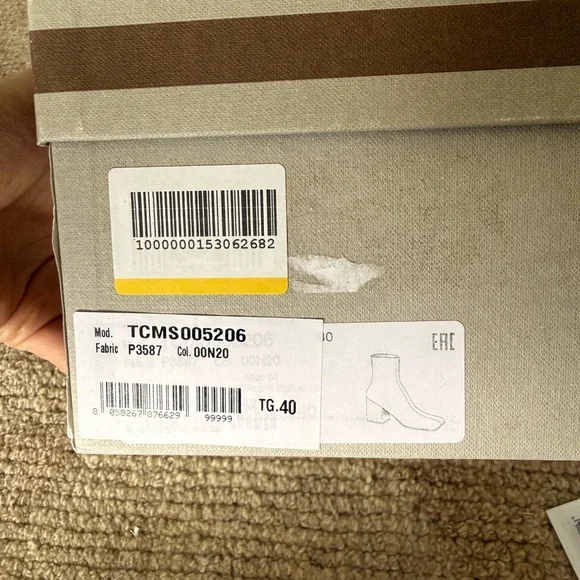 1000000153062682
Mod. TCMS005206
Fabric P3587 Col. 00N20
8 050267 876629 99999 TG.40
EAC